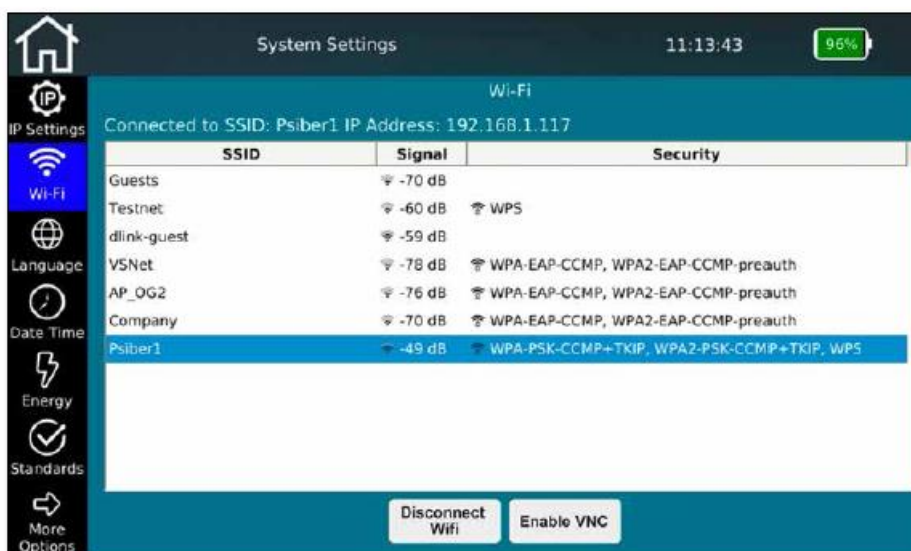 System Settings 11:13:43 96%
IP
IP Settings
Wi-Fi
Connected to SSID: Psiber1 IP Address: 192.168.1.117
SSID Signal Security
Guests -70 dB
Testnet -60 dB WPS
dlink-guest -59 dB
VSNet -78 dB WPA-EAP-CCMP, WPA2-EAP-CCMP-preauth
AP_OG2 -76 dB WPA-EAP-CCMP, WPA2-EAP-CCMP-preauth
Company -70 dB WPA-EAP-CCMP, WPA2-EAP-CCMP-preauth
Psiber1 -49 dB WPA-PSK-CCMP+TKIP, WPA2-PSK-CCMP+TKIP, WPS
Wi-Fi
Language
Date Time
Energy
Standards
More
Options
Disconnect
Wifi
Enable VNC